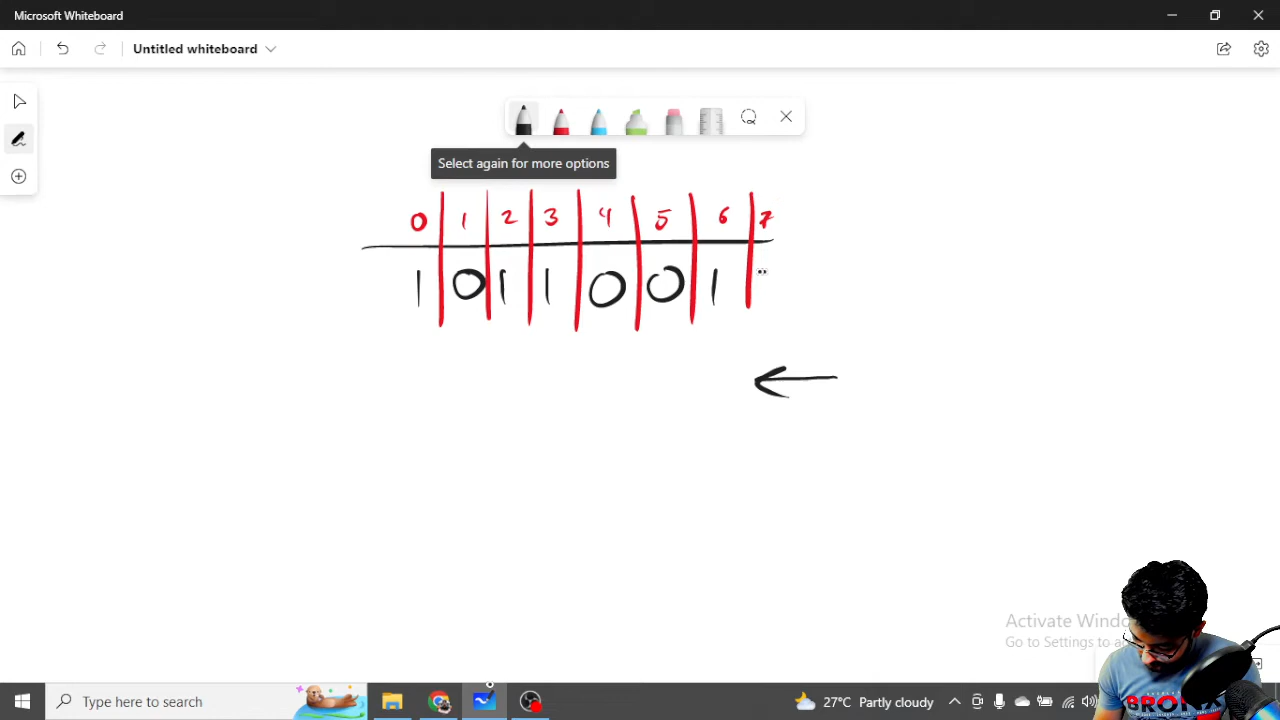 Microsoft Whiteboard
Untitled whiteboard
Select again for more options
0 1 2 3 4 5 6 7
1 0 1 1 0 0 1
Activate Windo
Go to Settings to a
Type here to search
27°C Partly cloudy